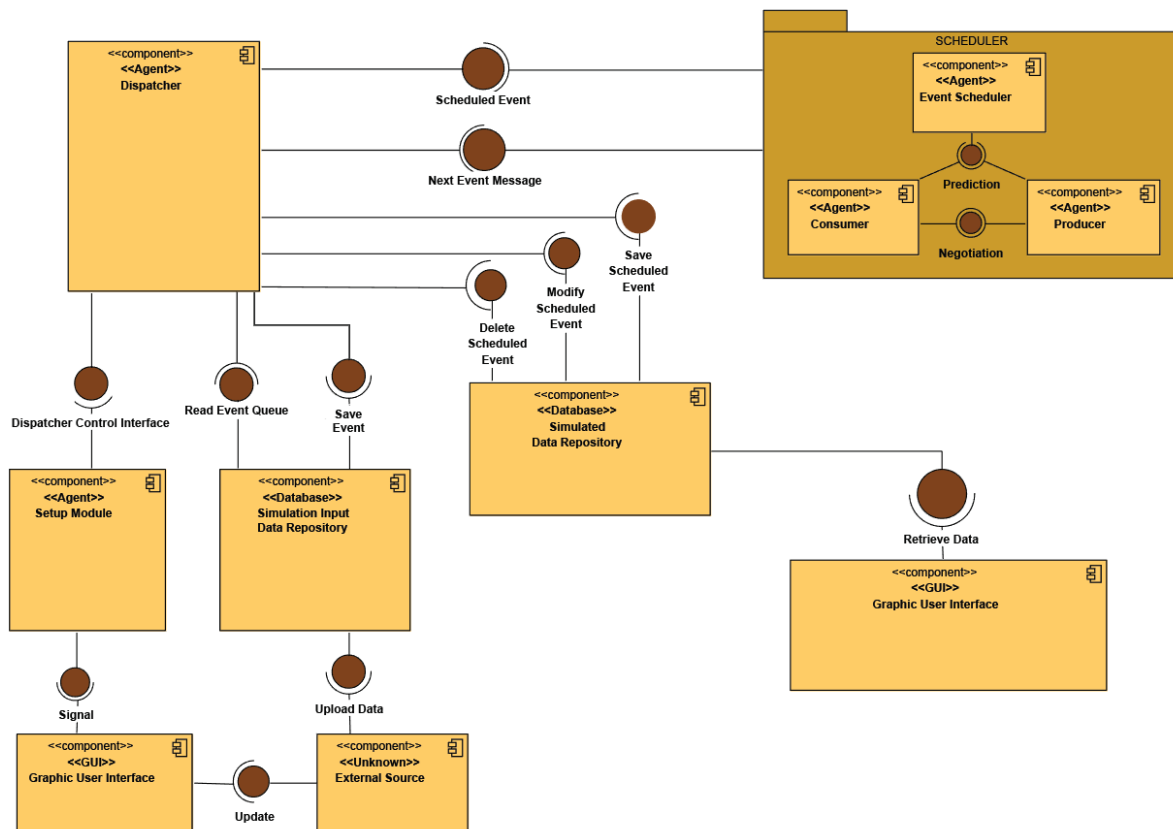 <<component>>
<<Agent>>
Dispatcher
Scheduled Event
Next Event Message
SCHEDULER
<<component>>
<<Agent>>
Event Scheduler
Prediction
<<component>>
<<Agent>>
Consumer
<<component>>
<<Agent>>
Producer
Negotiation
Save
Scheduled
Event
Modify
Scheduled
Event
Delete
Scheduled
Event
Dispatcher Control Interface
Read Event Queue
Save
Event
<<component>>
<<Database>>
Simulated
Data Repository
<<component>>
<<Agent>>
Setup Module
<<component>>
<<Database>>
Simulation Input
Data Repository
Retrieve Data
<<component>>
<<GUI>>
Graphic User Interface
Signal
Upload Data
<<component>>
<<GUI>>
Graphic User Interface
Update
<<component>>
<<Unknown>>
External Source